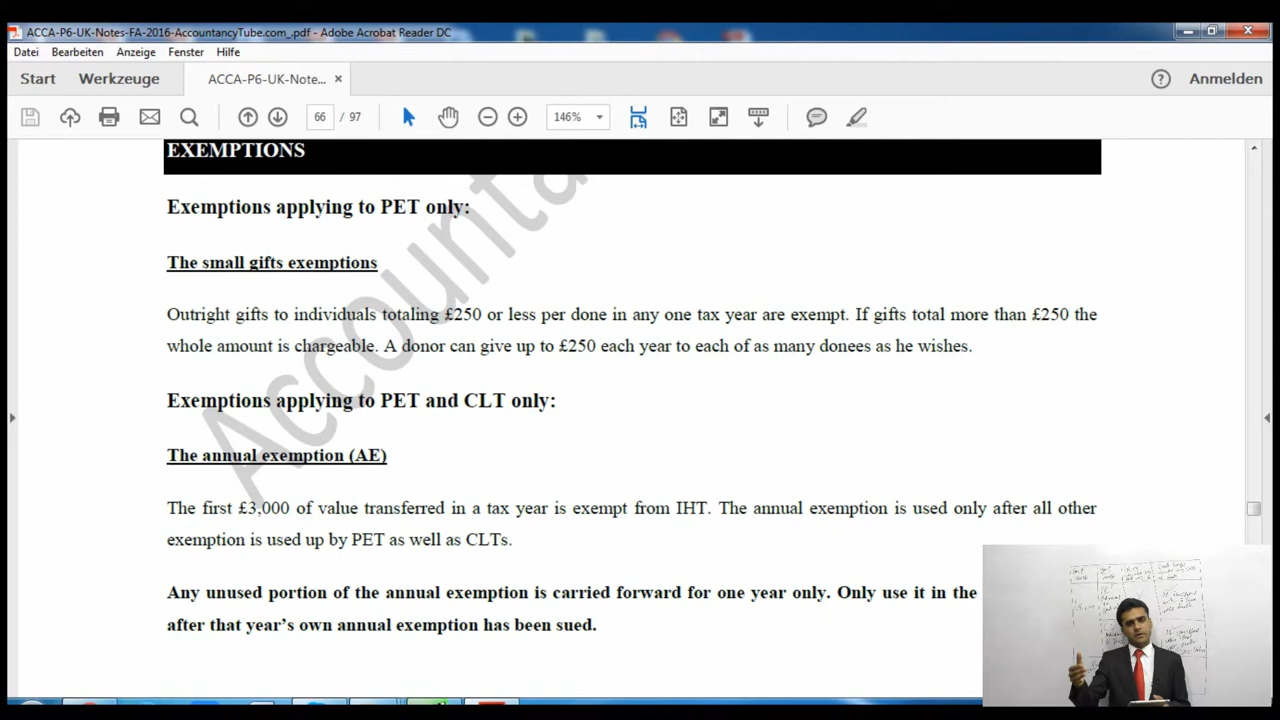 ACCA-P6-UK-Notes-FA-2016-AccountancyTube.com_.pdf - Adobe Acrobat Reader DC
Datei Bearbeiten Anzeige Fenster Hilfe
Start Werkzeuge ACCA-P6-UK-Note... × ? Anmelden
66 / 97 146%
EXEMPTIONS
Exemptions applying to PET only:
The small gifts exemptions
Outright gifts to individuals totaling £250 or less per done in any one tax year are exempt. If gifts total more than £250 the
whole amount is chargeable. A donor can give up to £250 each year to each of as many donees as he wishes.
Exemptions applying to PET and CLT only:
The annual exemption (AE)
The first £3,000 of value transferred in a tax year is exempt from IHT. The annual exemption is used only after all other
exemption is used up by PET as well as CLTs.
Any unused portion of the annual exemption is carried forward for one year only. Only use it in the
after that year’s own annual exemption has been sued.
Accounta